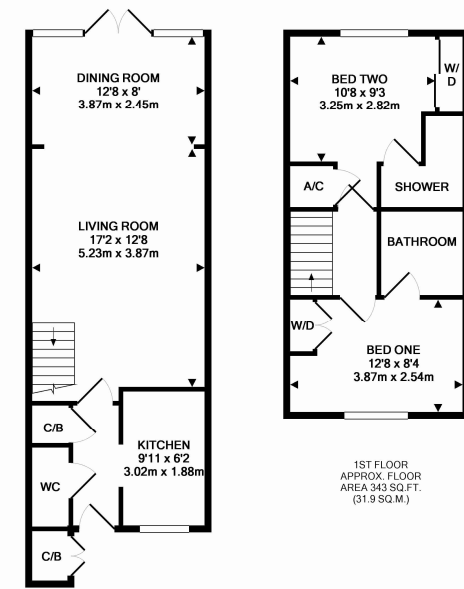 DINING ROOM
12'8 x 8'
3.87m x 2.45m
LIVING ROOM
17'2 x 12'8
5.23m x 3.87m
C/B
KITCHEN
9'11 x 6'2
3.02m x 1.88m
WC
C/B
BED TWO
10'8 x 9'3
3.25m x 2.82m
W/
D
A/C
SHOWER
BATHROOM
W/D
BED ONE
12'8 x 8'4
3.87m x 2.54m
1ST FLOOR
APPROX. FLOOR
AREA 343 SQ.FT.
(31.9 SQ.M.)